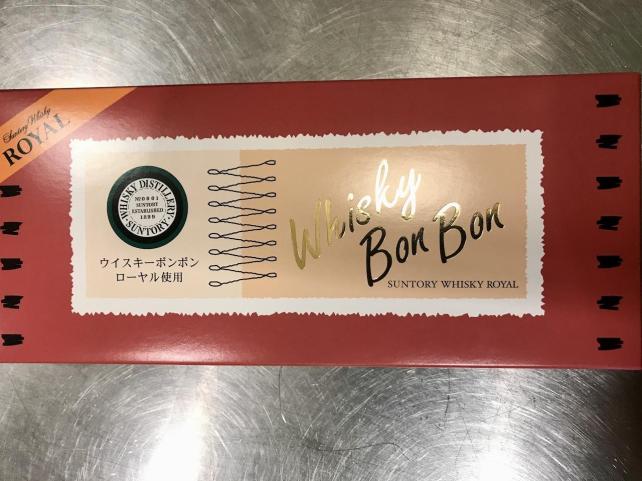 Suntory Whisky
ROYAL
WHISKY DISTILLERY
No 0801
SUNTORY
ESTABLISHED
1899
SUNTORY
ウイスキーボンボン
ローヤル使用
Whisky
Bon Bon
SUNTORY WHISKY ROYAL